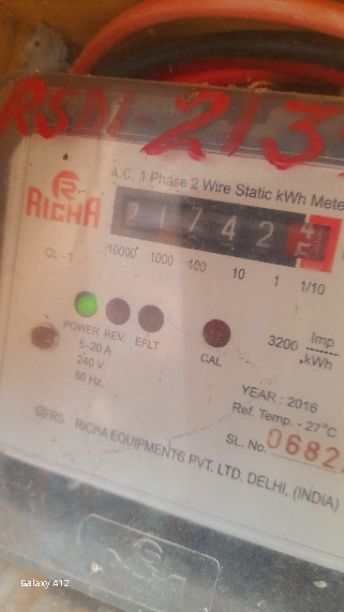 RSDL-213
A.C. 1 Phase 2 Wire Static kWh Mete
RICHA
21742
CL - 1
10000 1000 100 10 1 1/10
POWER REV. EFLT
CAL
3200 Imp
kWh
5-20 A
240 V.
50 Hz.
YEAR : 2016
Ref. Temp. - 27°C
SL. No. 0682
RICHA EQUIPMENTS PVT. LTD. DELHI, (INDIA)
Galaxy A12